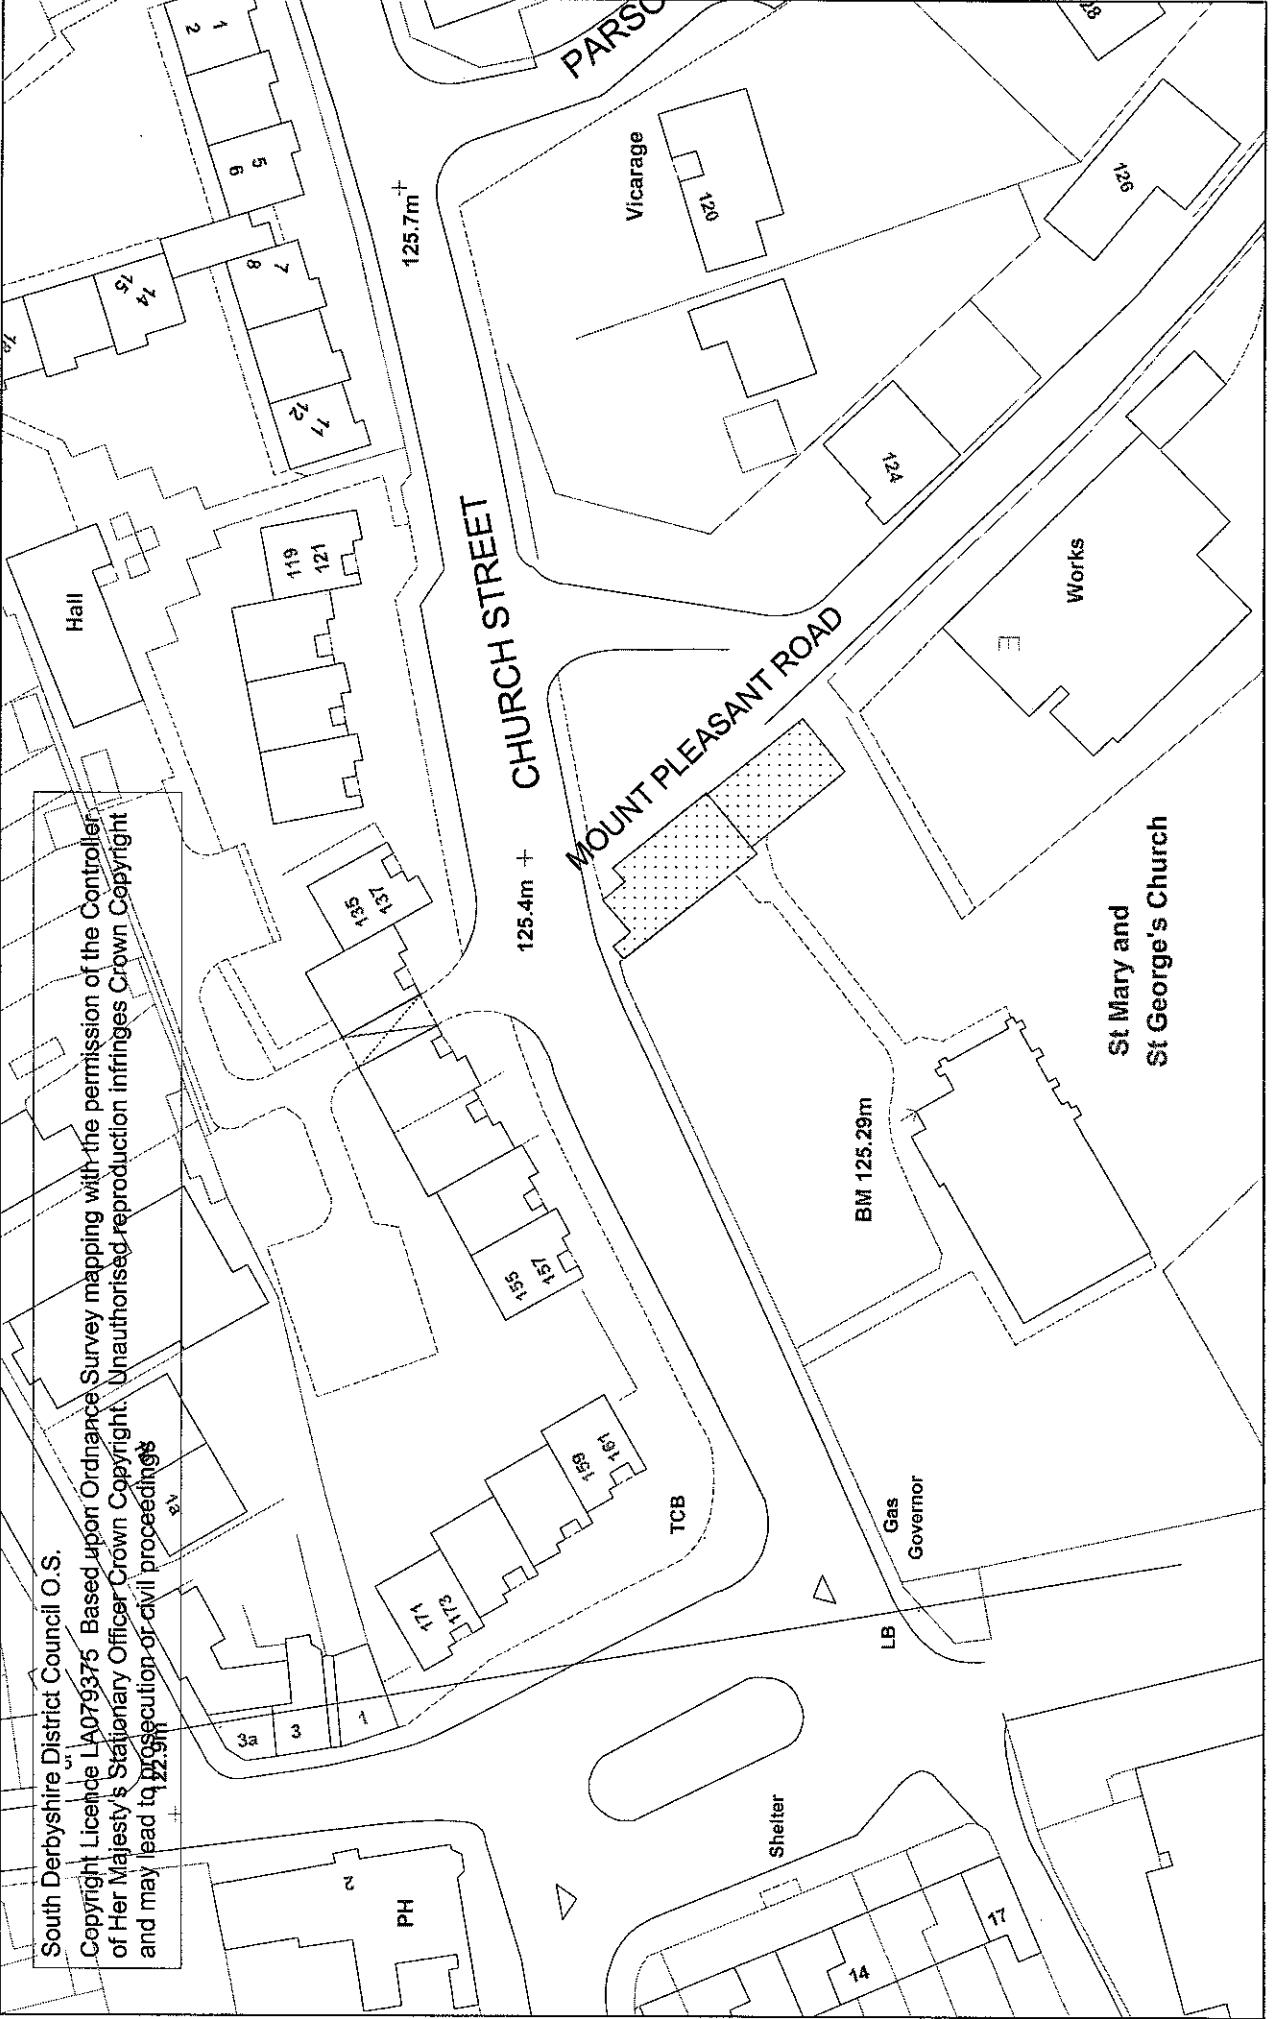 South Derbyshire District Council O.S.
Copyright Licence LA079375 Based upon Ordnance Survey mapping with the permission of the Controller
of Her Majesty's Stationary Officer Crown Copyright. Unauthorised reproduction infringes Crown Copyright
and may lead to prosecution or civil proceedings
122.9m
PH
2
3a
3
1
171
173
159
161
155
157
135
137
119
121
Hall
12
11
8
7
14
15
6
5
2
1
125.7m
CHURCH STREET
125.4m
PARSO
Vicarage
120
28
126
124
MOUNT PLEASANT ROAD
Works
E
St Mary and
St George's Church
BM 125.29m
TCB
Gas
Governor
LB
Shelter
14
17